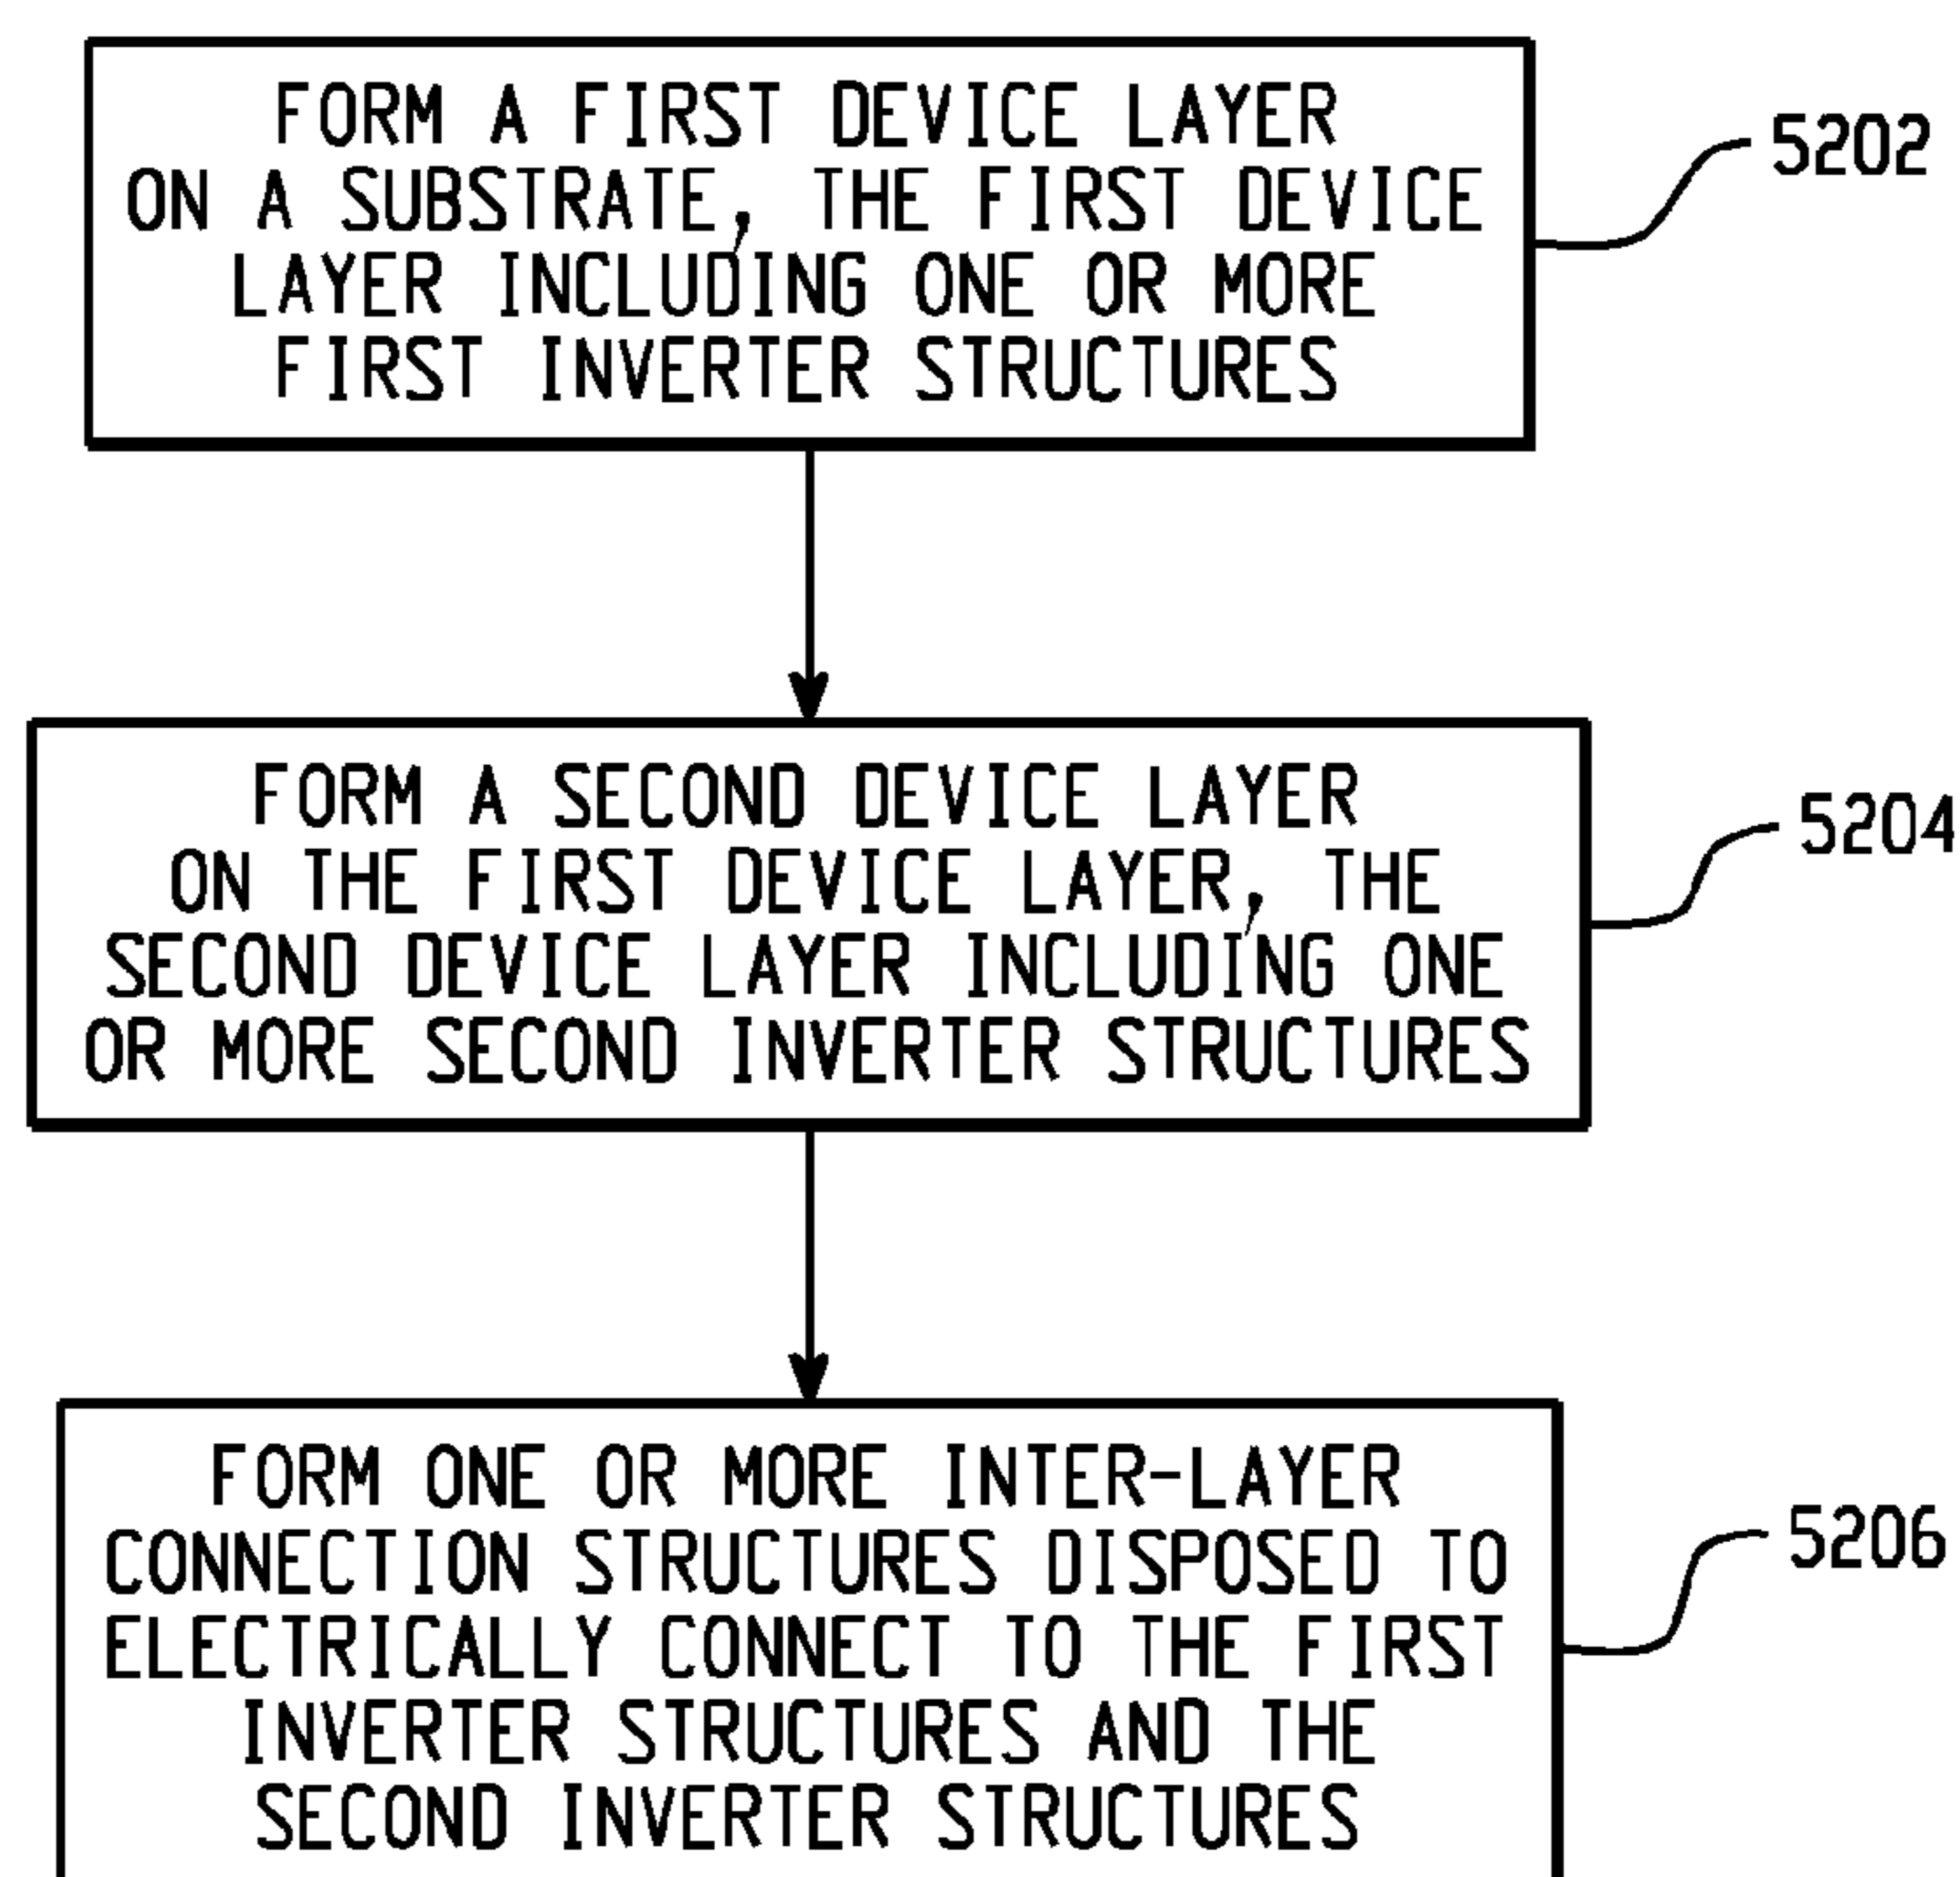 FORM A FIRST DEVICE LAYER
ON A SUBSTRATE, THE FIRST DEVICE
LAYER INCLUDING ONE OR MORE
FIRST INVERTER STRUCTURES
5202
FORM A SECOND DEVICE LAYER
ON THE FIRST DEVICE LAYER, THE
SECOND DEVICE LAYER INCLUDING ONE
OR MORE SECOND INVERTER STRUCTURES
5204
FORM ONE OR MORE INTER-LAYER
CONNECTION STRUCTURES DISPOSED TO
ELECTRICALLY CONNECT TO THE FIRST
INVERTER STRUCTURES AND THE
SECOND INVERTER STRUCTURES
5206